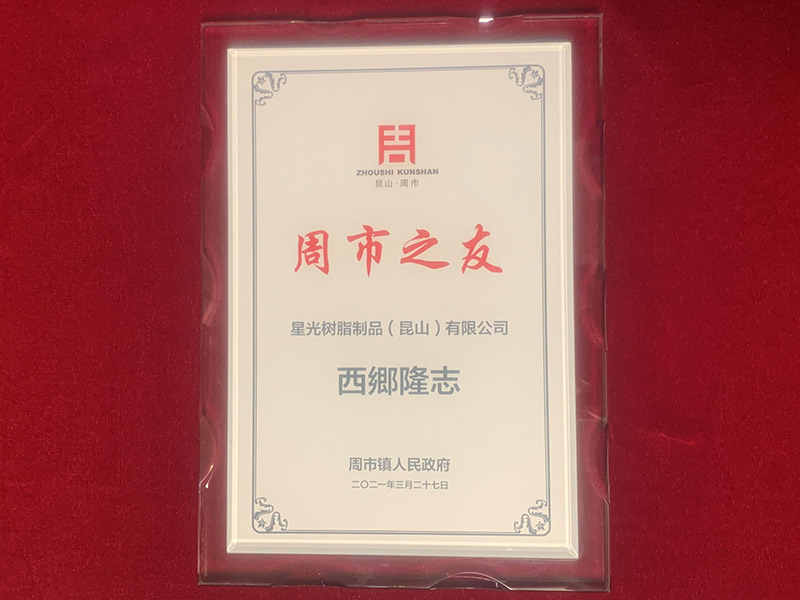 ZHOUSHI KUNSHAN
昆山·周市
周市之友
星光树脂制品（昆山）有限公司
西鄉隆志
周市镇人民政府
二〇二一年三月二十七日